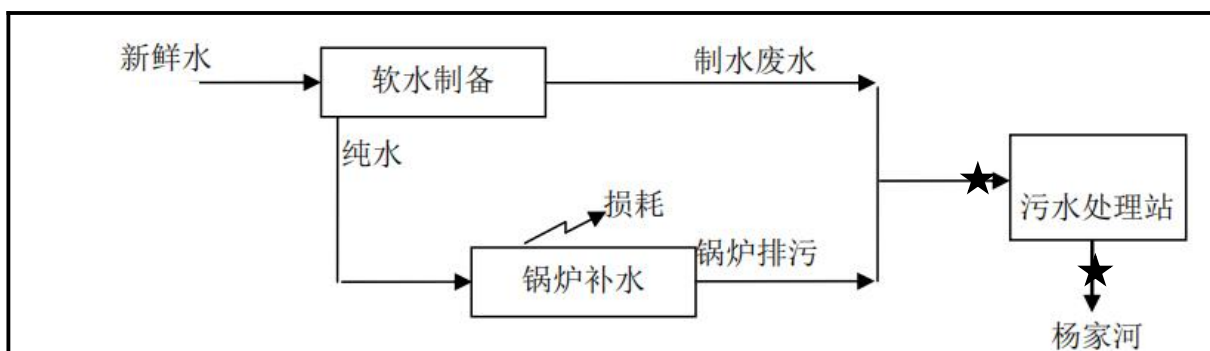 新鲜水
软水制备
制水废水
纯水
损耗
污水处理站
锅炉补水
锅炉排污
杨家河